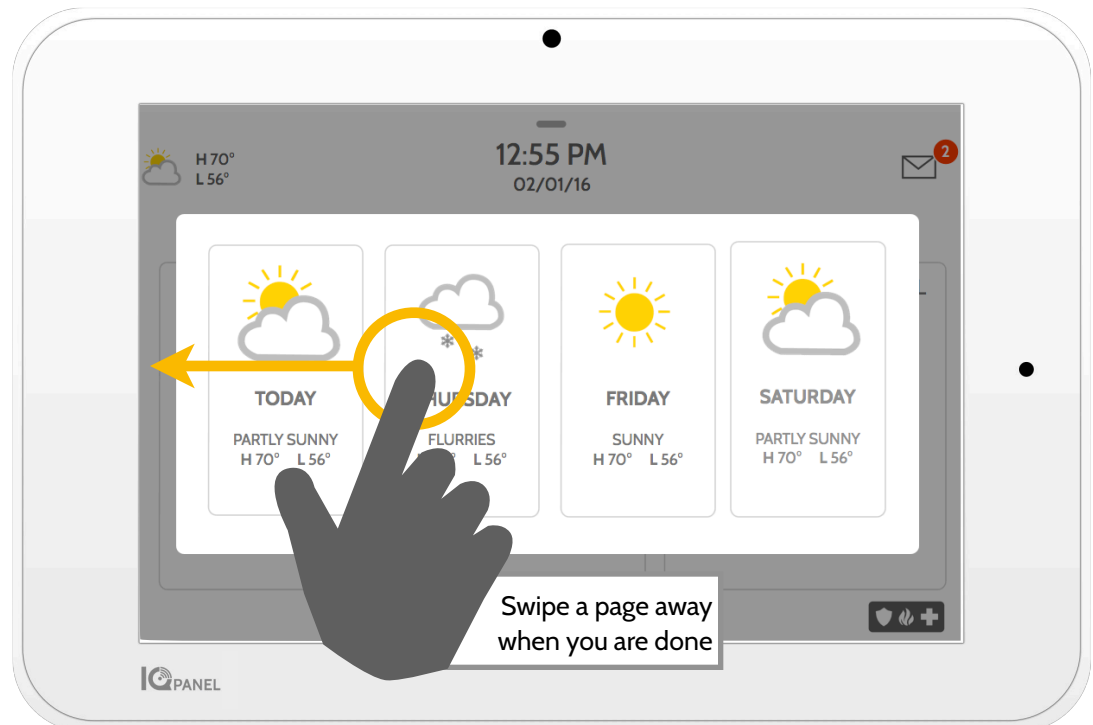 H 70°
L 56°
12:55 PM
02/01/16
2
TODAY
PARTLY SUNNY
H 70° L 56°
FLURRIES
L 56°
FRIDAY
SUNNY
H 70° L 56°
SATURDAY
PARTLY SUNNY
H 70° L 56°
Swipe a page away
when you are done
IQ PANEL